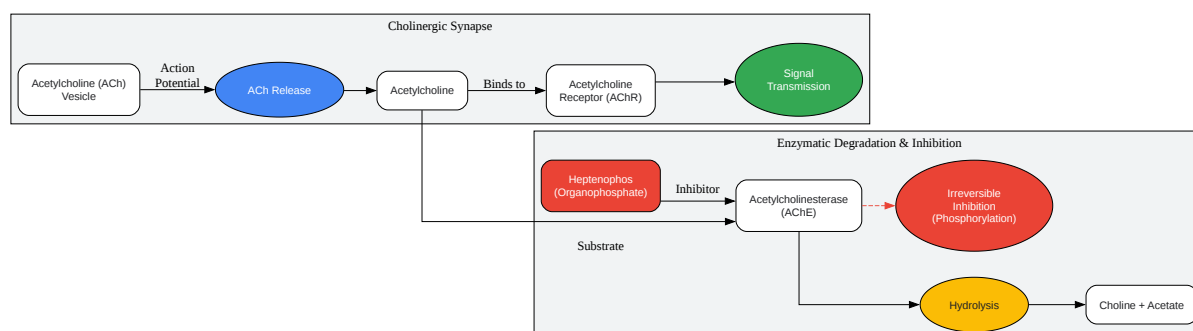 Cholinergic Synapse
Acetylcholine (ACh)
Vesicle
Action
Potential
ACh Release
Acetylcholine
Binds to
Acetylcholine
Receptor (AChR)
Signal
Transmission
Enzymatic Degradation & Inhibition
Heptenophos
(Organophosphate)
Inhibitor
Acetylcholinesterase
(AChE)
Irreversible
Inhibition
(Phosphorylation)
Substrate
Hydrolysis
Choline + Acetate